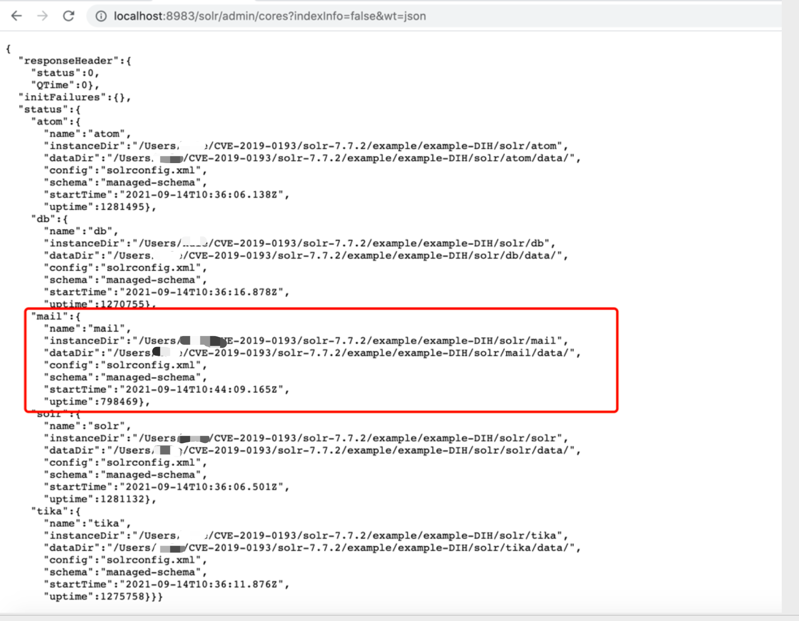 localhost:8983/solr/admin/cores?indexInfo=false&wt=json
{
"responseHeader":{
"status":0,
"QTime":0},
"initFailures":{},
"status":{
"atom":{
"name":"atom",
"instanceDir":"/Users, /CVE-2019-0193/solr-7.7.2/example/example-DIH/solr/atom",
"dataDir":"/Users. /CVE-2019-0193/solr-7.7.2/example/example-DIH/solr/atom/data/",
"config":"solrconfig.xml",
"schema":"managed-schema",
"startTime":"2021-09-14T10:36:06.138Z",
"uptime":1281495},
"db":{
"name":"db",
"instanceDir":"/Users/ /CVE-2019-0193/solr-7.7.2/example/example-DIH/solr/db",
"dataDir":"/Users. /CVE-2019-0193/solr-7.7.2/example/example-DIH/solr/db/data/",
"config":"solrconfig.xml",
"schema":"managed-schema",
"startTime":"2021-09-14T10:36:16.878Z",
"uptime":1270755},
"mail":{
"name":"mail",
"instanceDir":"/Users/ VE-2019-0193/solr-7.7.2/example/example-DIH/solr/mail",
"dataDir":"/Users /CVE-2019-0193/solr-7.7.2/example/example-DIH/solr/mail/data/",
"config":"solrconfig.xml",
"schema":"managed-schema",
"startTime":"2021-09-14T10:44:09.165Z",
"uptime":798469},
"solr":{
"name":"solr",
"instanceDir":"/Users /CVE-2019-0193/solr-7.7.2/example/example-DIH/solr/solr",
"dataDir":"/Users. /CVE-2019-0193/solr-7.7.2/example/example-DIH/solr/solr/data/",
"config":"solrconfig.xml",
"schema":"managed-schema",
"startTime":"2021-09-14T10:36:06.501Z",
"uptime":1281132},
"tika":{
"name":"tika",
"instanceDir":"/Users, /CVE-2019-0193/solr-7.7.2/example/example-DIH/solr/tika",
"dataDir":"/Users/ /CVE-2019-0193/solr-7.7.2/example/example-DIH/solr/tika/data/",
"config":"solrconfig.xml",
"schema":"managed-schema",
"startTime":"2021-09-14T10:36:11.876Z",
"uptime":1275758}}}